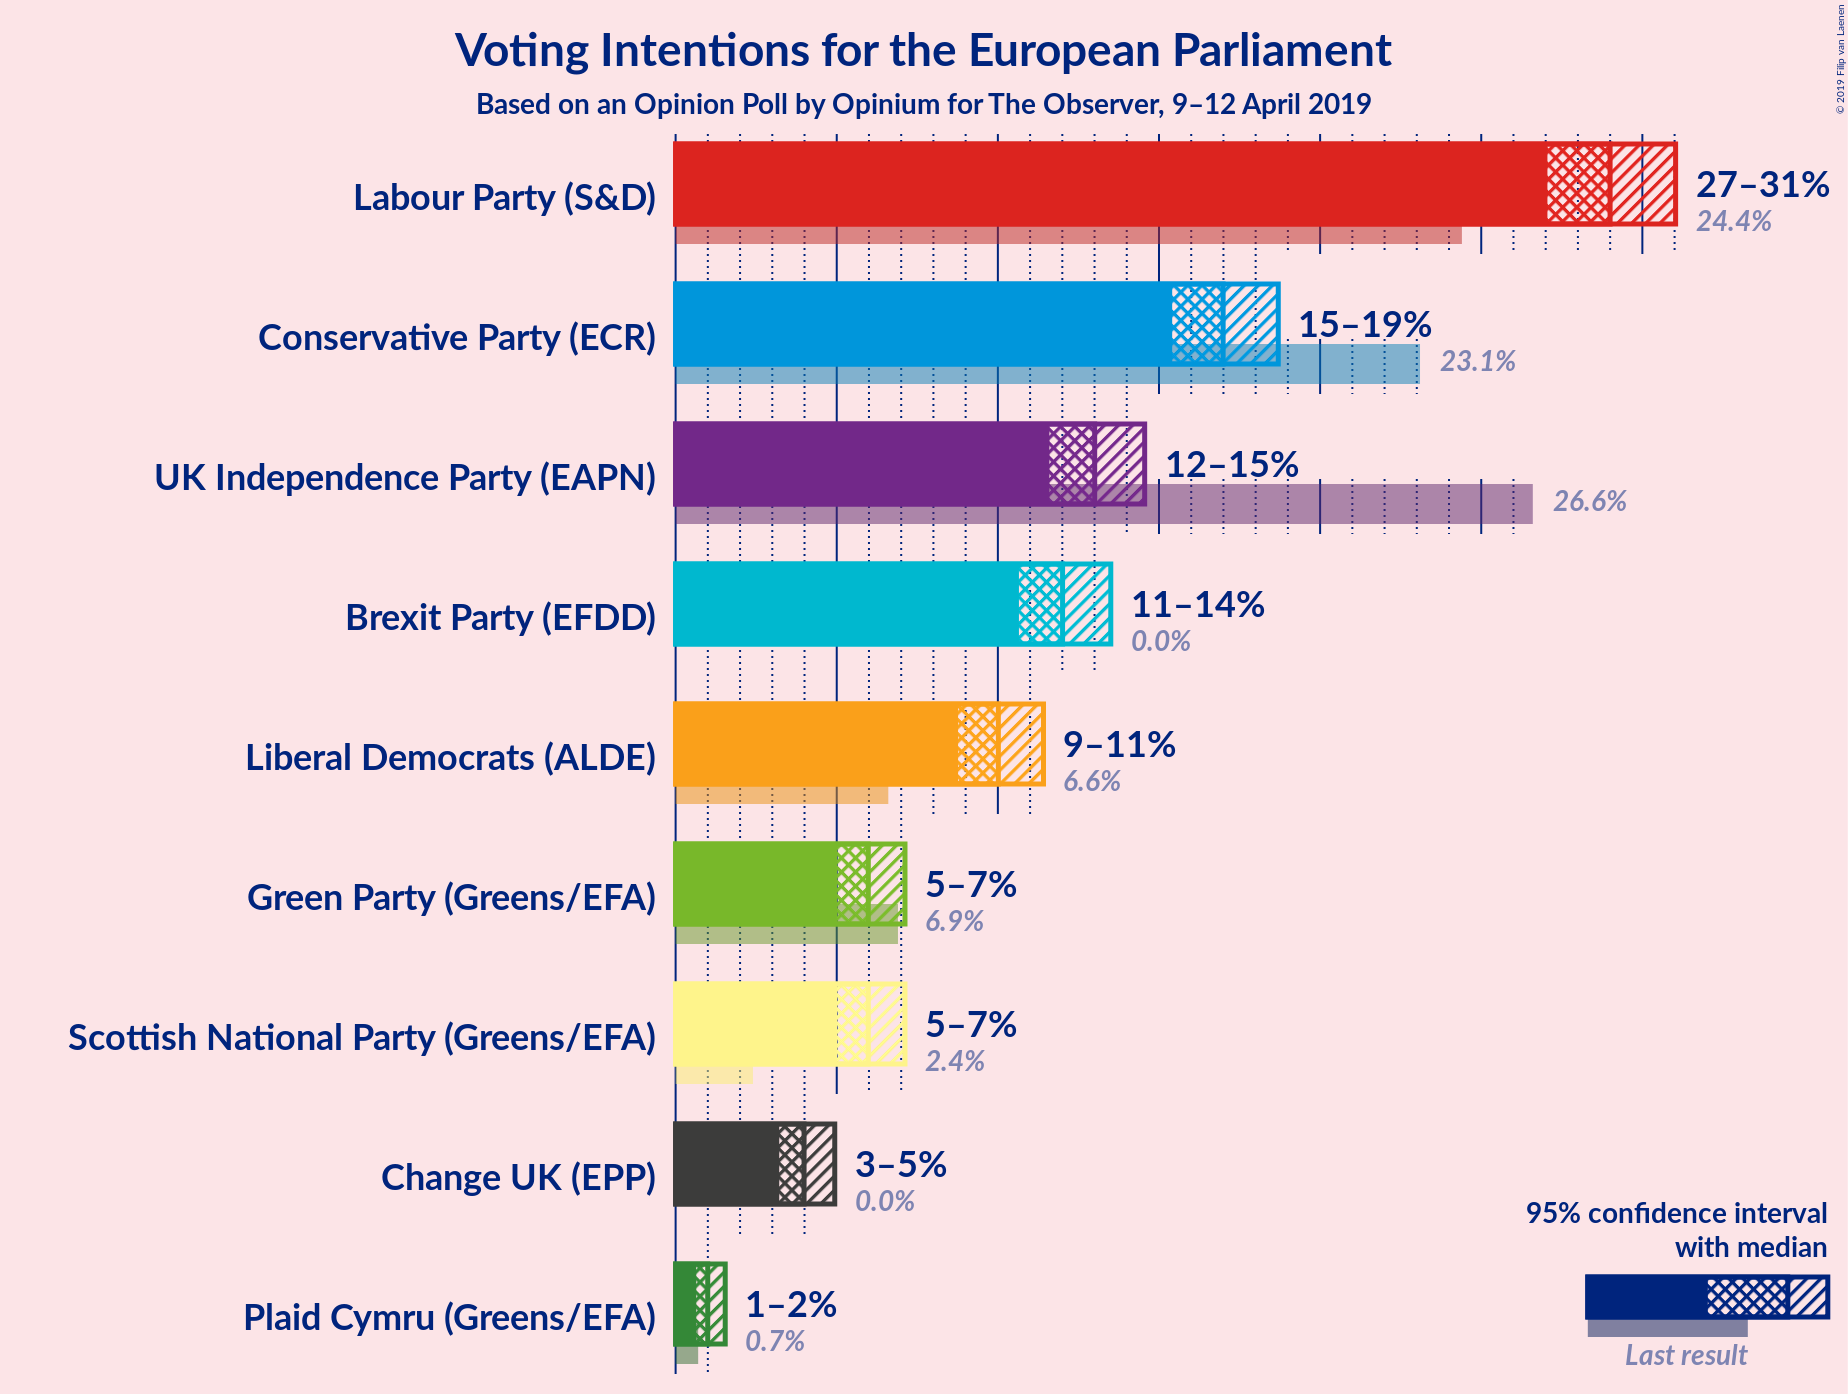 Voting Intentions for the European Parliament
Based on an Opinion Poll by Opinium for The Observer, 9–12 April 2019
© 2019 Filip van Laenen
Labour Party (S&D)
27–31%
24.4%
Conservative Party (ECR)
15–19%
23.1%
UK Independence Party (EAPN)
12–15%
26.6%
Brexit Party (EFDD)
11–14%
0.0%
Liberal Democrats (ALDE)
9–11%
6.6%
Green Party (Greens/EFA)
5–7%
6.9%
Scottish National Party (Greens/EFA)
5–7%
2.4%
Change UK (EPP)
3–5%
0.0%
Plaid Cymru (Greens/EFA)
1–2%
0.7%
95% confidence interval
with median
Last result